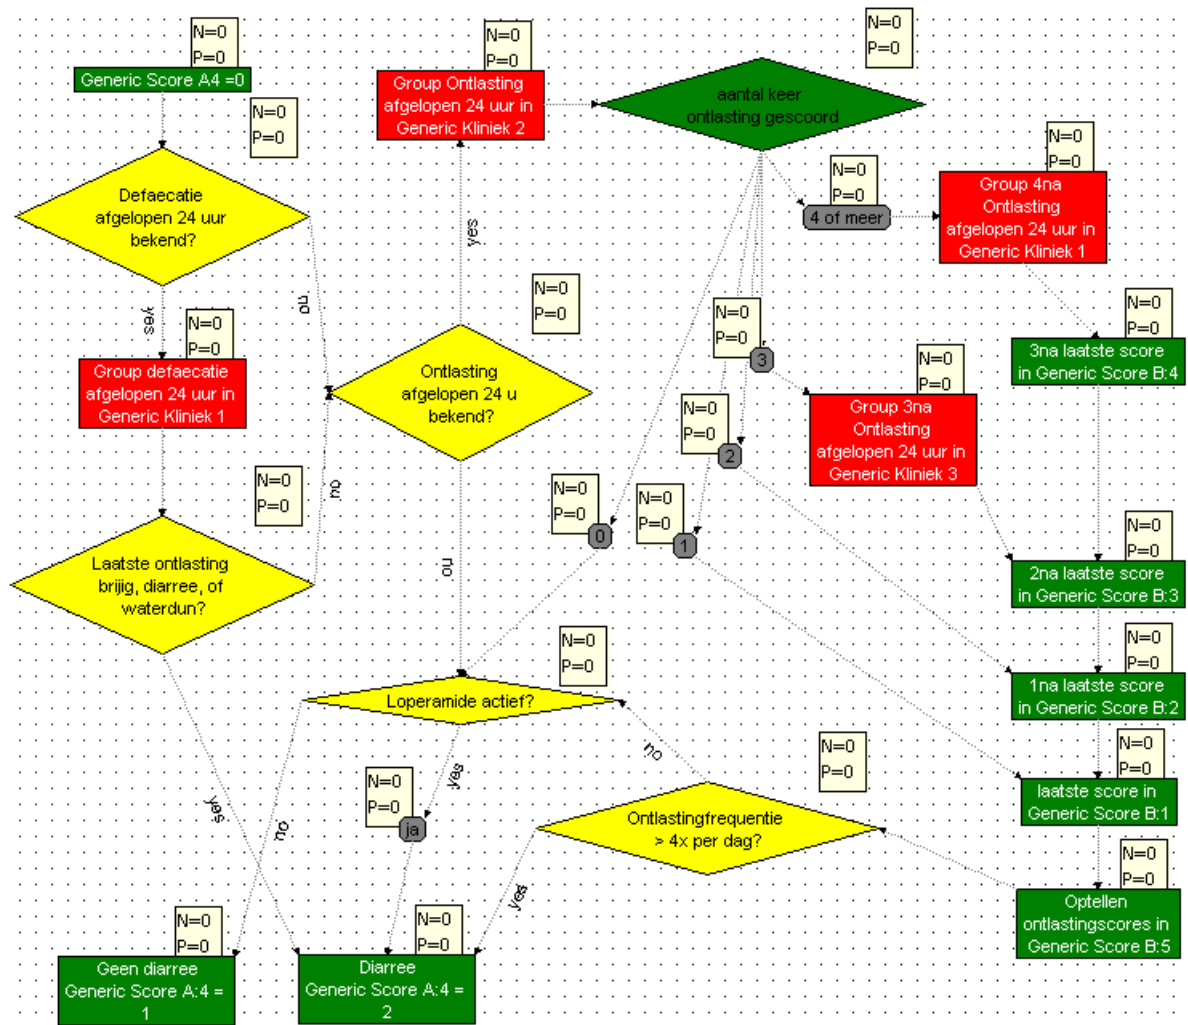 N=0
P=0
Generic Score A4 =0
N=0
P=0
Defaecatie
afgelopen 24 uur
bekend?
yes
no
N=0
P=0
Group defaecatie
afgelopen 24 uur in
Generic Kliniek 1
N=0
P=0
Laatste ontlasting
brijig, diarree, of
waterdun?
no
yes
N=0
P=0
Group Ontlasting
afgelopen 24 uur in
Generic Kliniek 2
yes
N=0
P=0
Ontlasting
afgelopen 24 u
bekend?
no
N=0
P=0
aantal keer
ontlasting gescoord
N=0
P=0
4 of meer
N=0
P=0
Group 4na
Ontlasting
afgelopen 24 uur in
Generic Kliniek 1
N=0
P=0
3
N=0
P=0
Group 3na
Ontlasting
afgelopen 24 uur in
Generic Kliniek 3
N=0
P=0
2
N=0
P=0
1
N=0
P=0
0
N=0
P=0
3na laatste score
in Generic Score B:4
N=0
P=0
2na laatste score
in Generic Score B:3
N=0
P=0
1na laatste score
in Generic Score B:2
N=0
P=0
laatste score in
Generic Score B:1
N=0
P=0
Optellen
ontlastingscores in
Generic Score B:5
N=0
P=0
Ontlastingfrequentie
> 4x per dag?
no
yes
N=0
P=0
Loperamide actief?
yes
no
N=0
P=0
ja
N=0
P=0
Geen diarree
Generic Score A:4 =
1
N=0
P=0
Diarree
Generic Score A:4 =
2